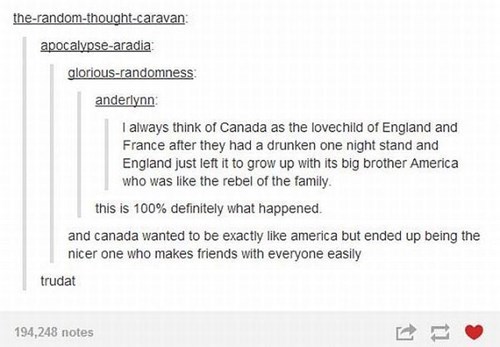 the-random-thought-caravan:
apocalypse-aradia:
glorious-randomness:
anderlynn:
I always think of Canada as the lovechild of England and
France after they had a drunken one night stand and
England just left it to grow up with its big brother America
who was like the rebel of the family.
this is 100% definitely what happened.
and canada wanted to be exactly like america but ended up being the
nicer one who makes friends with everyone easily
trudat
194,248 notes